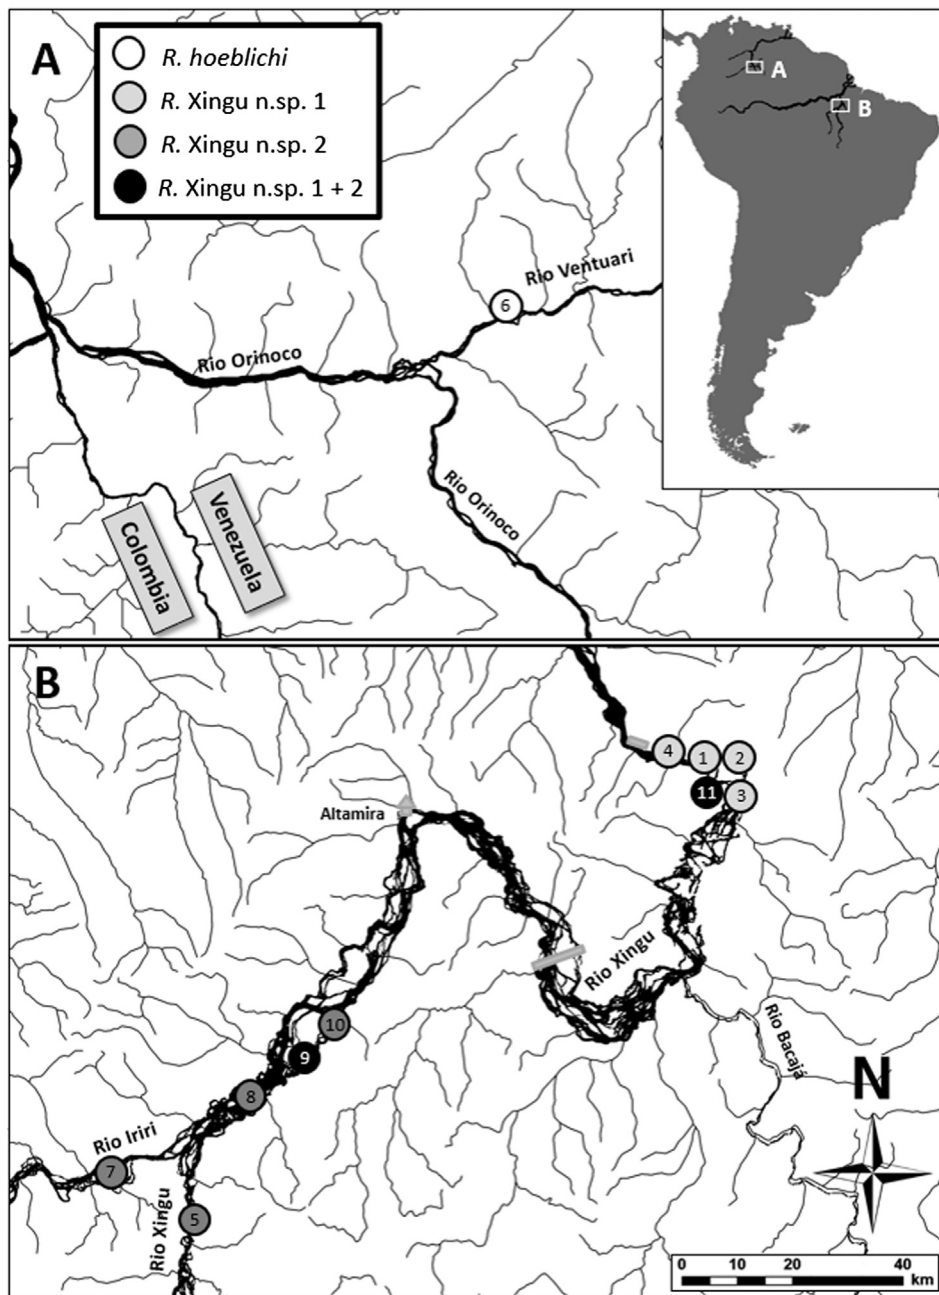 A
R. hoeblichi
R. Xingu n.sp. 1
R. Xingu n.sp. 2
R. Xingu n.sp. 1 + 2
A
B
Rio Ventuari
6
Rio Orinoco
Rio Orinoco
Colombia
Venezuela
B
4
1
2
11
3
Altamira
Rio Xingu
10
9
Rio Bacajá
8
N
Rio Iriri
7
Rio Xingu
5
0 10 20 40
km